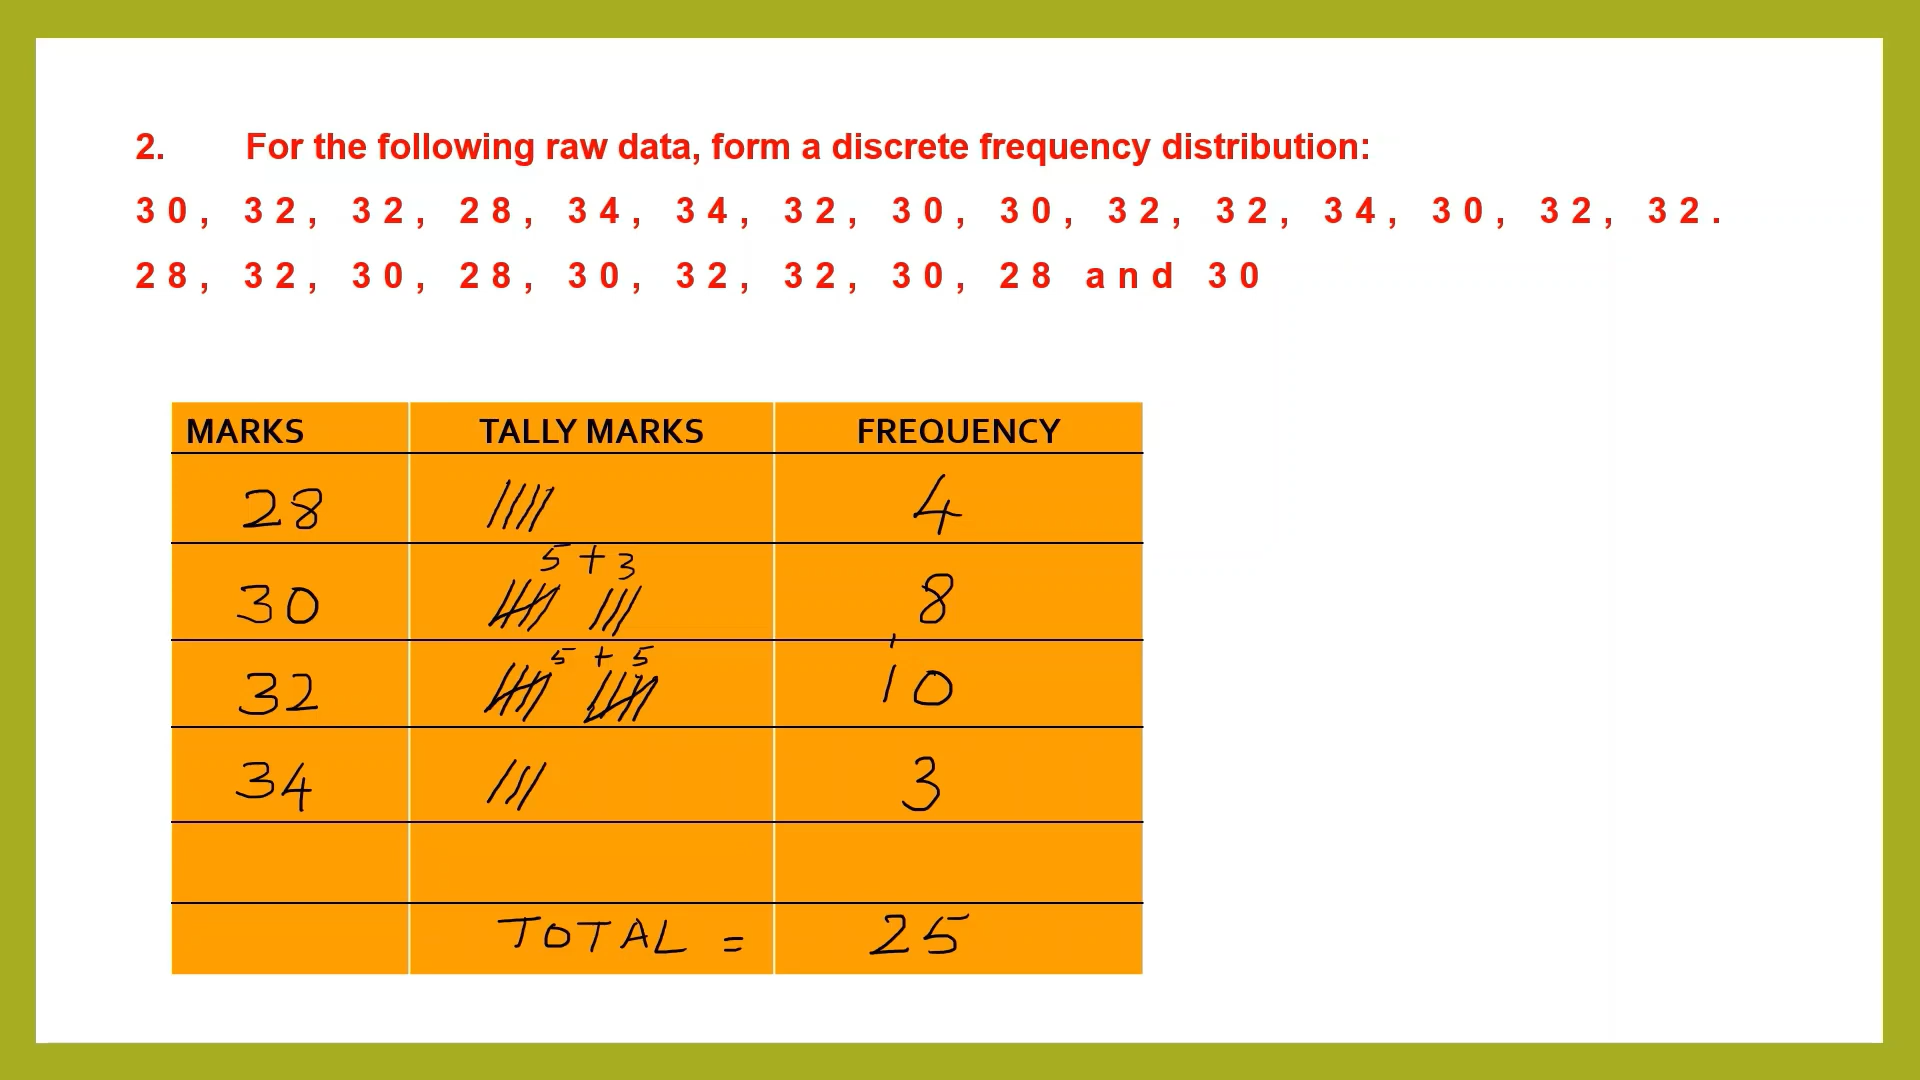 2. For the following raw data, form a discrete frequency distribution:
30, 32, 32, 28, 34, 34, 32, 30, 30, 32, 32, 34, 30, 32, 32.
28, 32, 30, 28, 30, 32, 32, 30, 28 and 30
MARKS TALLY MARKS FREQUENCY
28 4
5 + 3
30 8
5 + 5
32 10
34 3
TOTAL = 25